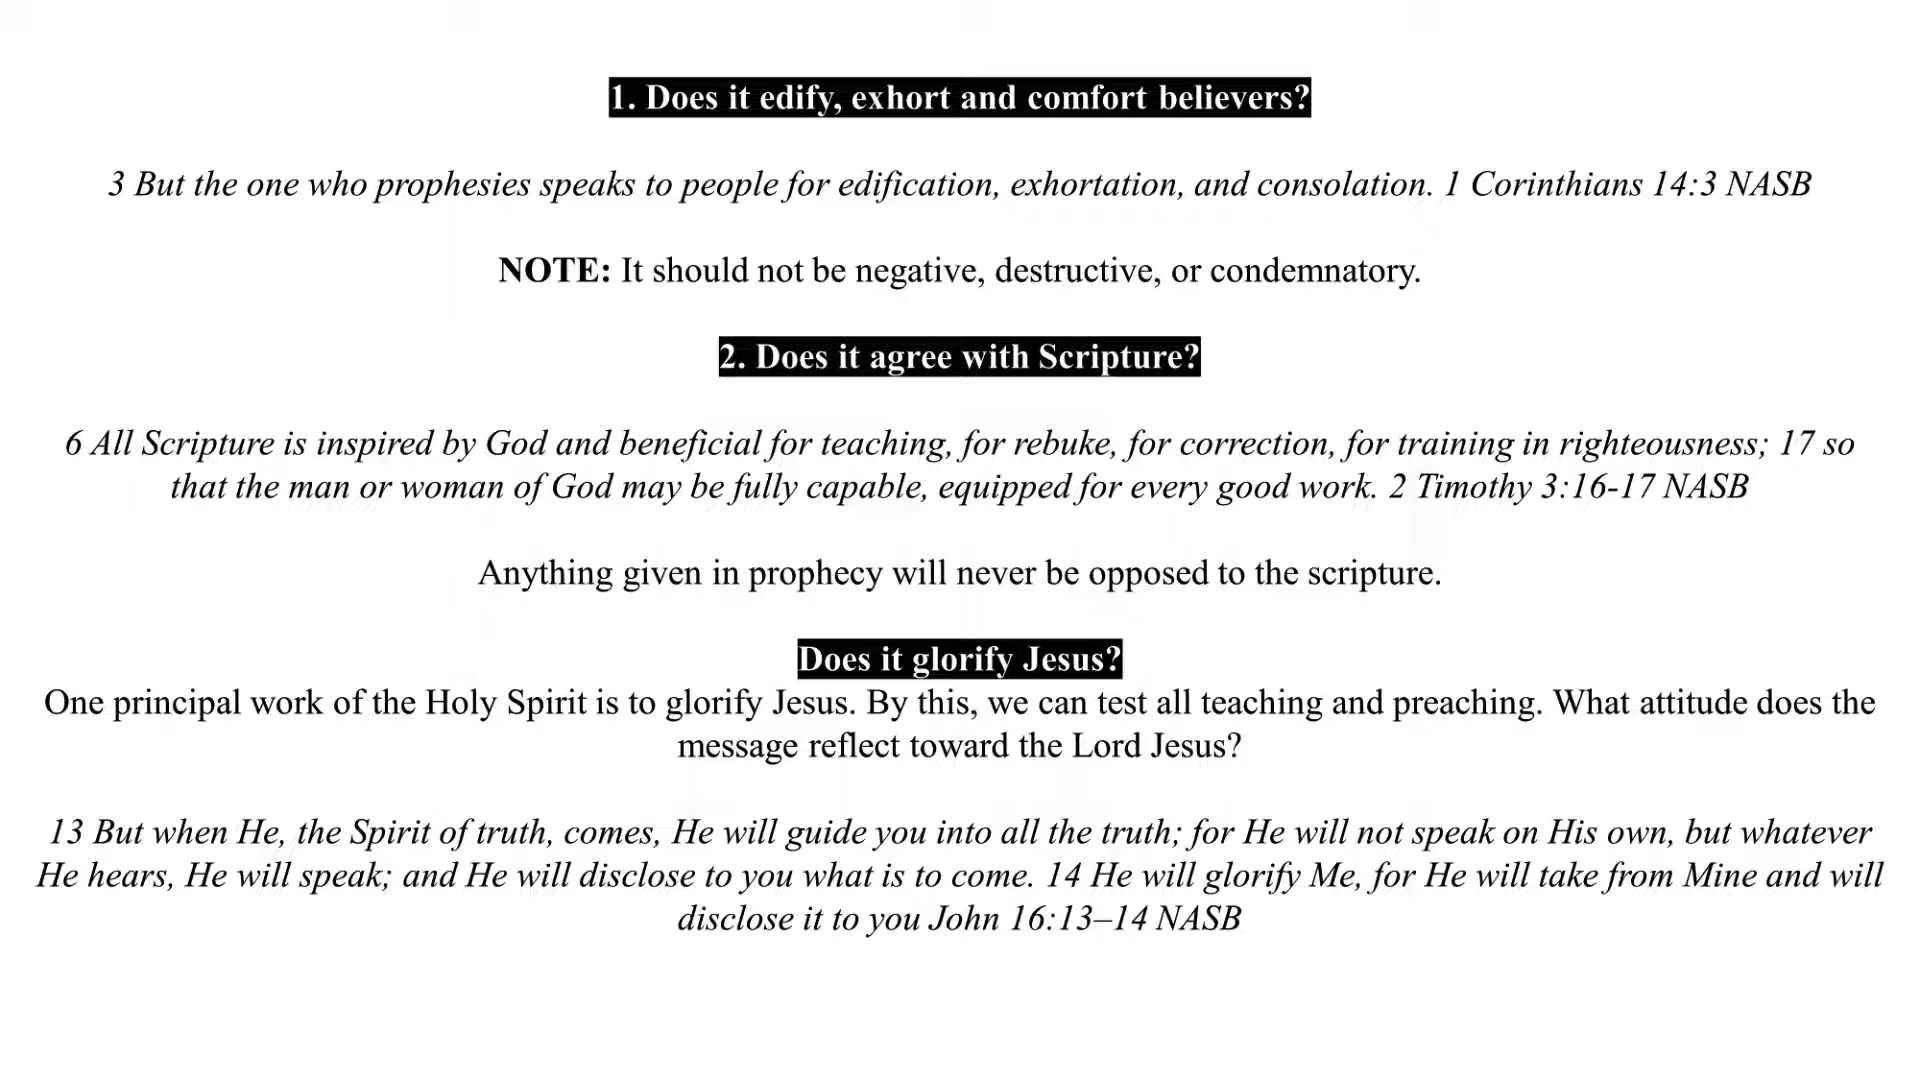 1. Does it edify, exhort and comfort believers?
3 But the one who prophesies speaks to people for edification, exhortation, and consolation. 1 Corinthians 14:3 NASB
NOTE: It should not be negative, destructive, or condemnatory.
2. Does it agree with Scripture?
6 All Scripture is inspired by God and beneficial for teaching, for rebuke, for correction, for training in righteousness; 17 so
that the man or woman of God may be fully capable, equipped for every good work. 2 Timothy 3:16-17 NASB
Anything given in prophecy will never be opposed to the scripture.
Does it glorify Jesus?
One principal work of the Holy Spirit is to glorify Jesus. By this, we can test all teaching and preaching. What attitude does the
message reflect toward the Lord Jesus?
13 But when He, the Spirit of truth, comes, He will guide you into all the truth; for He will not speak on His own, but whatever
He hears, He will speak; and He will disclose to you what is to come. 14 He will glorify Me, for He will take from Mine and will
disclose it to you John 16:13–14 NASB